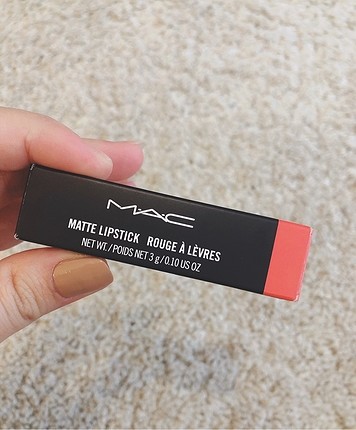 MAC
MATTE LIPSTICK ROUGE À LÈVRES
NET WT. / POIDS NET 3 g / 0.10 US OZ